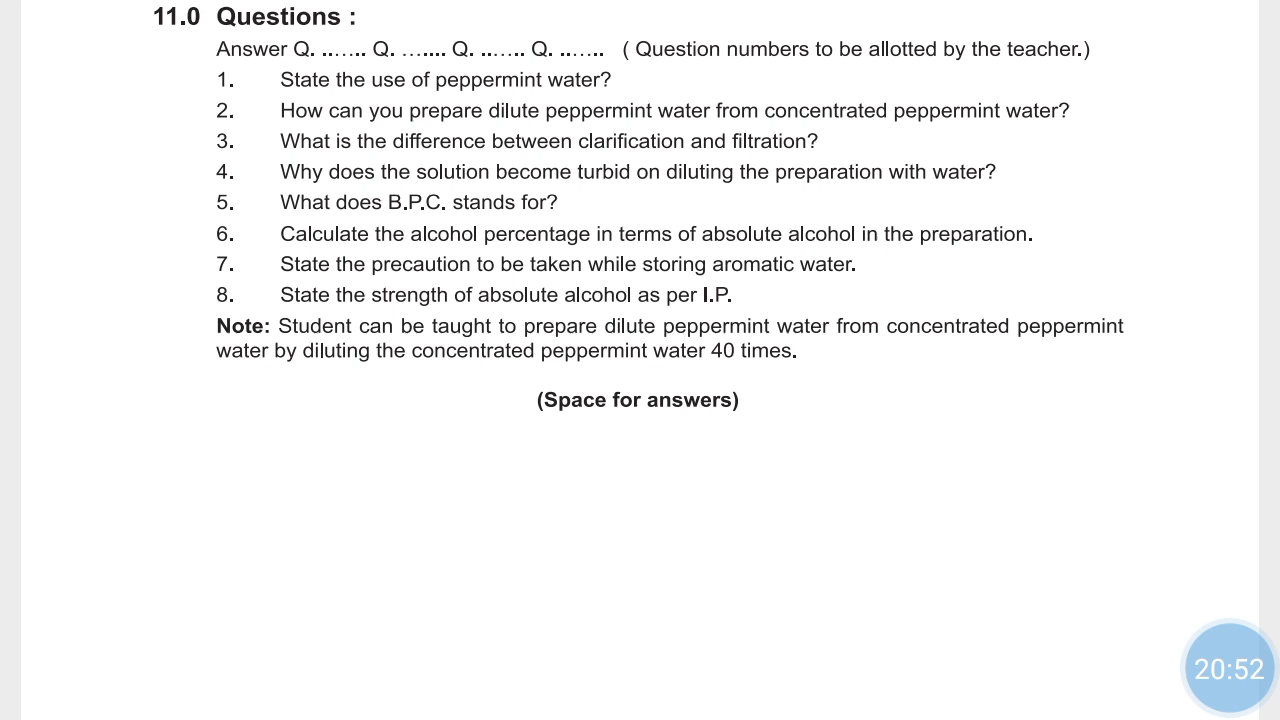 11.0 Questions :
Answer Q. ........ Q. ........ Q. ........ Q. ........ ( Question numbers to be allotted by the teacher.)
1. State the use of peppermint water?
2. How can you prepare dilute peppermint water from concentrated peppermint water?
3. What is the difference between clarification and filtration?
4. Why does the solution become turbid on diluting the preparation with water?
5. What does B.P.C. stands for?
6. Calculate the alcohol percentage in terms of absolute alcohol in the preparation.
7. State the precaution to be taken while storing aromatic water.
8. State the strength of absolute alcohol as per I.P.
Note: Student can be taught to prepare dilute peppermint water from concentrated peppermint
water by diluting the concentrated peppermint water 40 times.
(Space for answers)
20:52